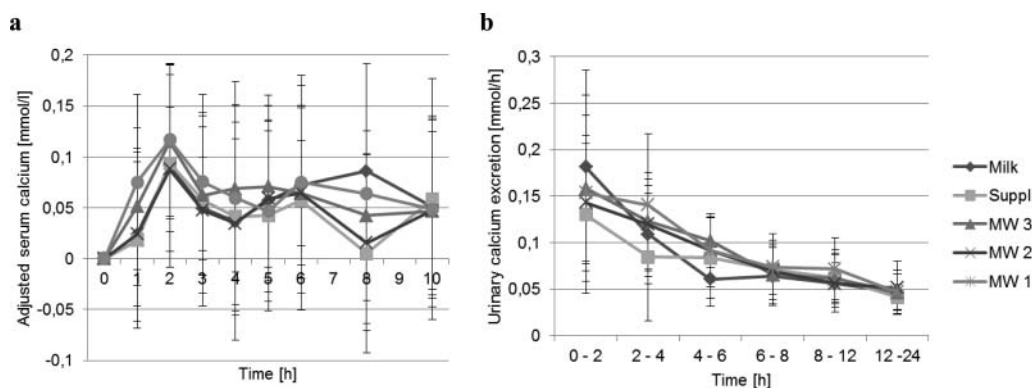 a
Adjusted serum calcium [mmol/l]
0,2
0,15
0,1
0,05
0
-0,05
-0,1
0 1 2 3 4 5 6 7 8 9 10
Time [h]
b
Urinary calcium excretion [mmol/h]
0,3
0,25
0,2
0,15
0,1
0,05
0
0 - 2 2 - 4 4 - 6 6 - 8 8 - 12 12 -24
Time [h]
Milk
Suppl
MW 3
MW 2
MW 1